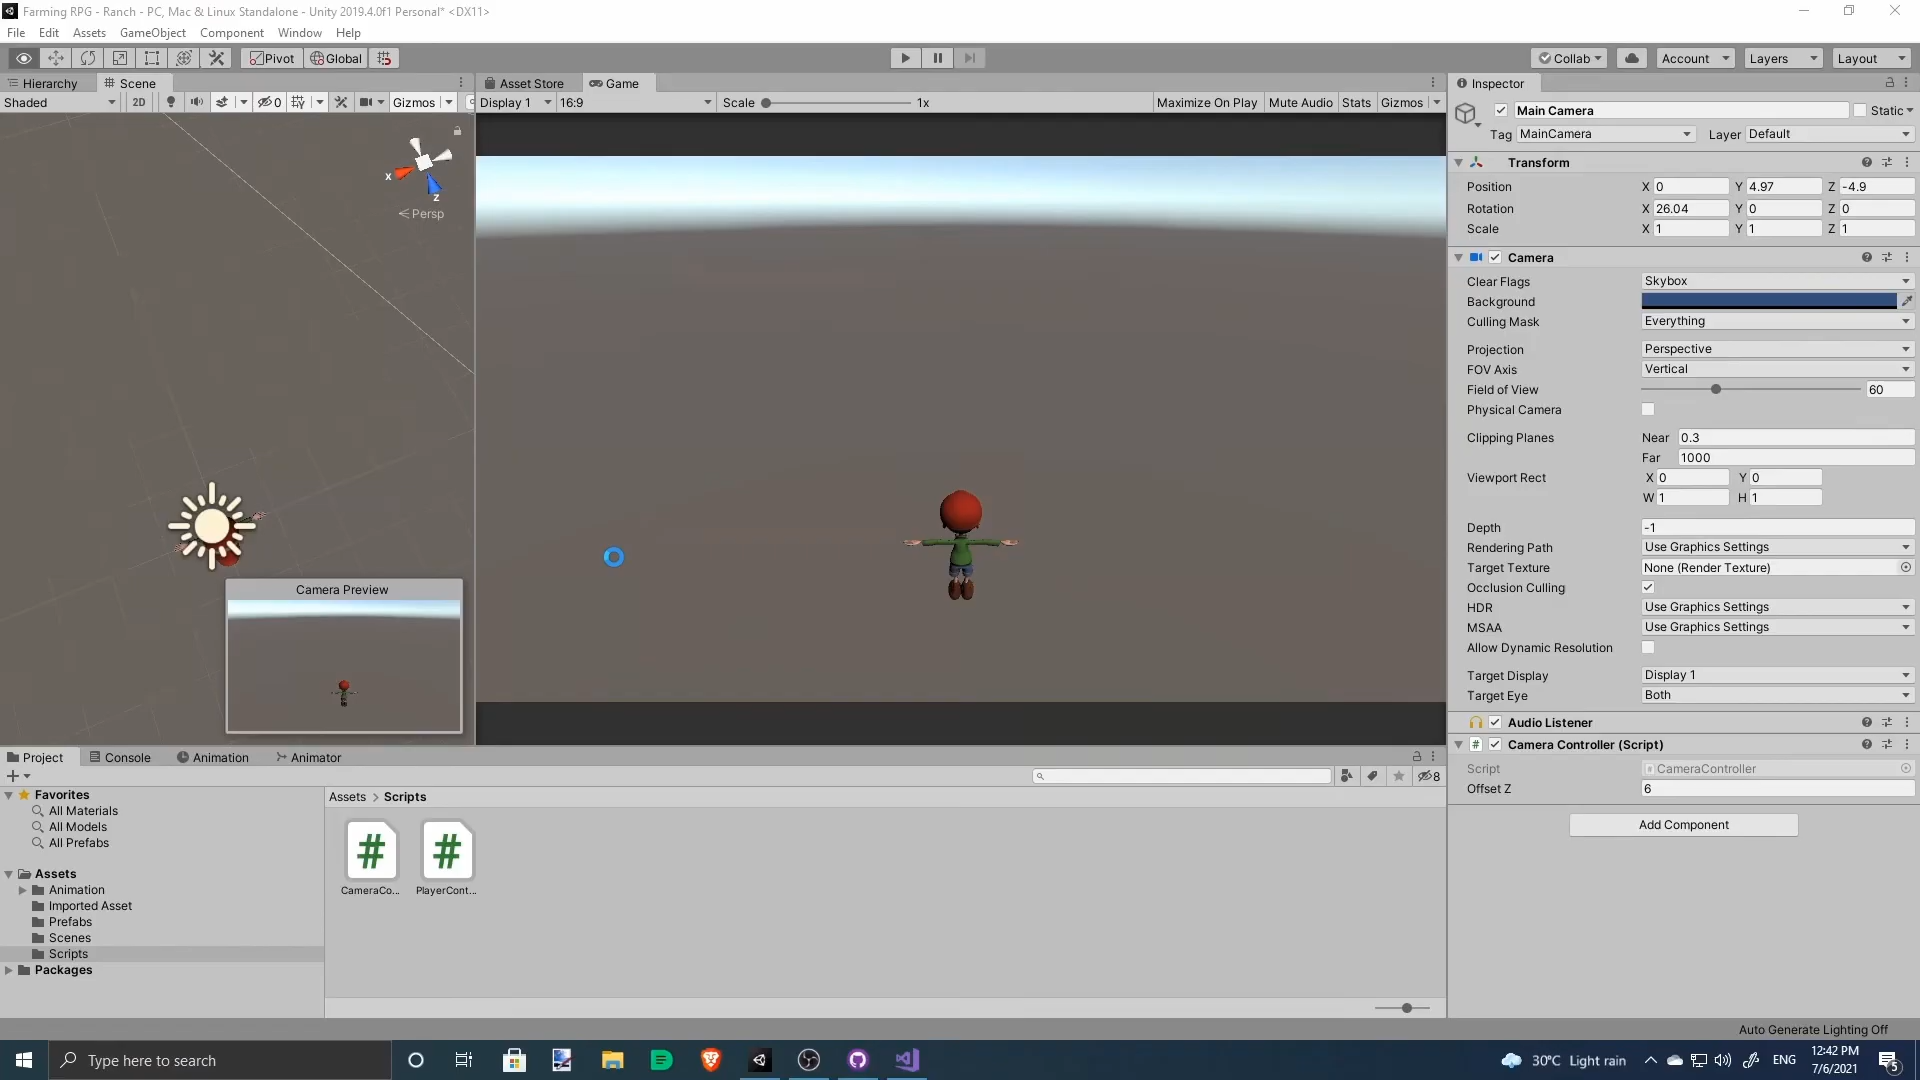 Farming RPG - Ranch - PC, Mac & Linux Standalone - Unity 2019.4.0f1 Personal* <DX11>
File Edit Assets GameObject Component Window Help
Pivot Global Collab Account Layers Layout
Hierarchy Scene
Shaded 2D 0 Gizmos
x
z
Persp
Camera Preview
Asset Store Game
Display 1 16:9 Scale 1x Maximize On Play Mute Audio Stats Gizmos
Inspector
Main Camera Static
Tag MainCamera Layer Default
Transform
Position X 0 Y 4.97 Z -4.9
Rotation X 26.04 Y 0 Z 0
Scale X 1 Y 1 Z 1
Camera
Clear Flags Skybox
Background
Culling Mask Everything
Projection Perspective
FOV Axis Vertical
Field of View 60
Physical Camera
Clipping Planes Near 0.3
Far 1000
Viewport Rect X 0 Y 0
W 1 H 1
Depth -1
Rendering Path Use Graphics Settings
Target Texture None (Render Texture)
Occlusion Culling
HDR Use Graphics Settings
MSAA Use Graphics Settings
Allow Dynamic Resolution
Target Display Display 1
Target Eye Both
Audio Listener
# Camera Controller (Script)
Script CameraController
Offset Z 6
Add Component
Project Console Animation Animator
8
Favorites
All Materials
All Models
All Prefabs
Assets
Animation
Imported Asset
Prefabs
Scenes
Scripts
Packages
Assets > Scripts
# #
CameraCo... PlayerCont...
Auto Generate Lighting Off
Type here to search
30°C Light rain ENG 12:42 PM
7/6/2021
5